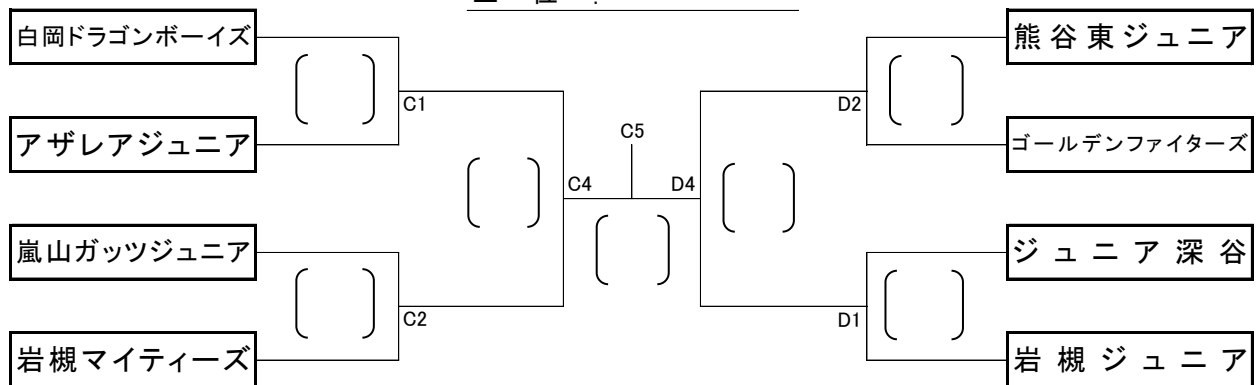 白岡ドラゴンボーイズ
アザレアジュニア
嵐山ガッツジュニア
岩槻マイティーズ
C1
C2
C4
C5
D4
D2
D1
熊谷東ジュニア
ゴールデンファイターズ
ジュニア深谷
岩槻ジュニア